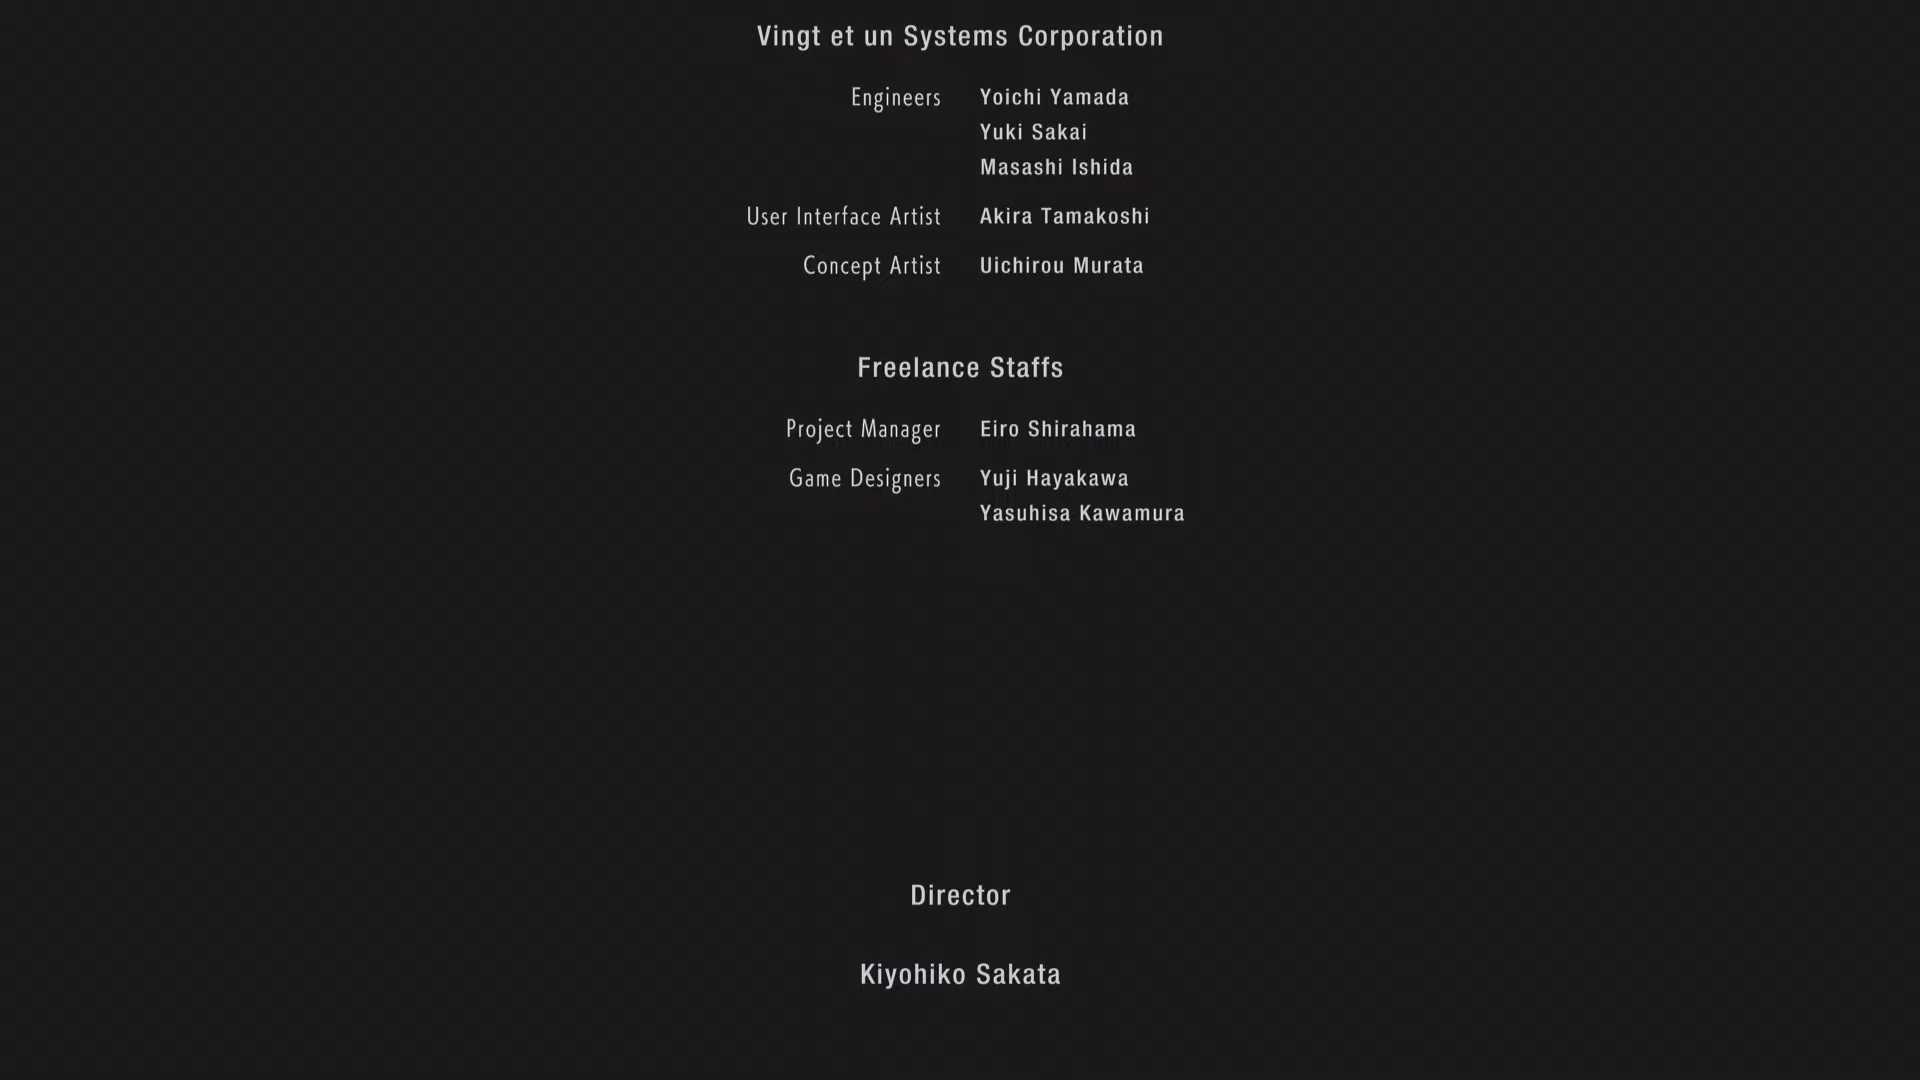 Vingt et un Systems Corporation
Engineers Yoichi Yamada
Yuki Sakai
Masashi Ishida
User Interface Artist Akira Tamakoshi
Concept Artist Uichirou Murata
Freelance Staffs
Project Manager Eiro Shirahama
Game Designers Yuji Hayakawa
Yasuhisa Kawamura
Director
Kiyohiko Sakata